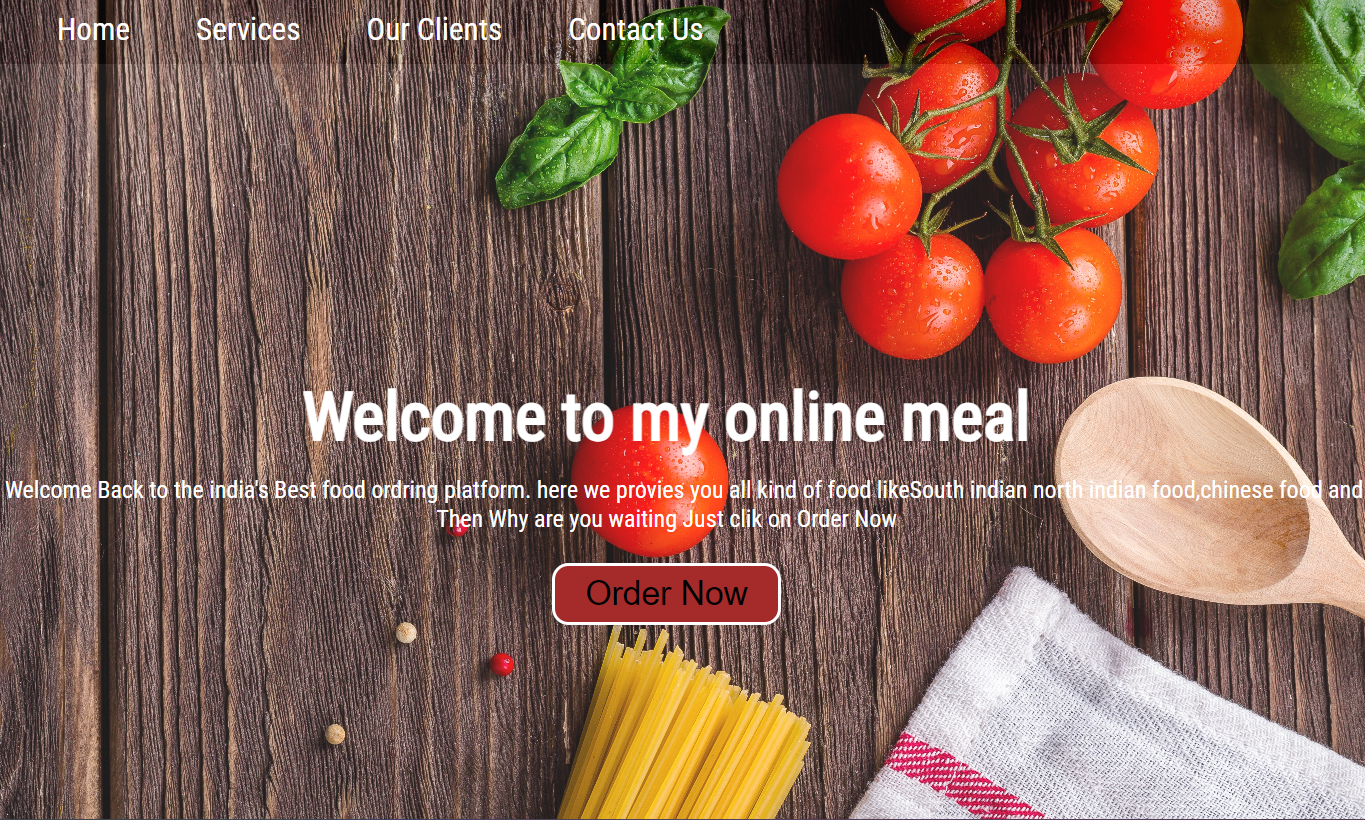 Home Services Our Clients Contact Us
Welcome to my online meal
Welcome Back to the india's Best food ordring platform. here we provies you all kind of food likeSouth indian north indian food,chinese food and
Then Why are you waiting Just clik on Order Now
Order Now